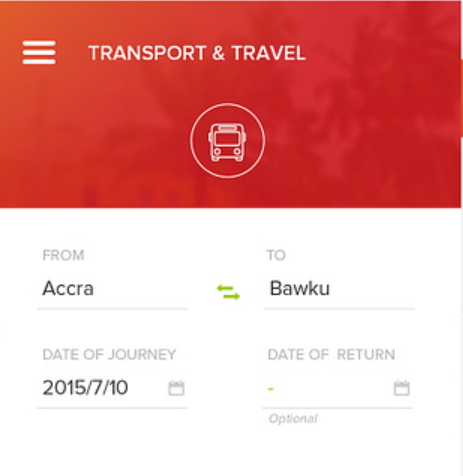 TRANSPORT & TRAVEL
FROM
TO
Accra
Bawku
DATE OF JOURNEY
DATE OF RETURN
2015/7/10
-
Optional